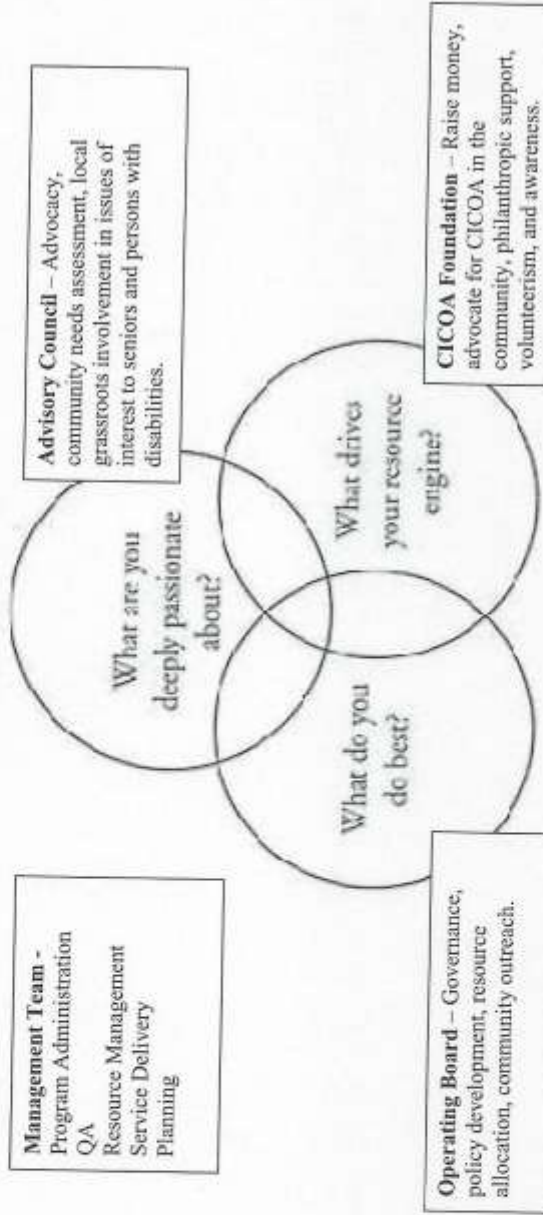 Management Team -
Program Administration
QA
Resource Management
Service Delivery
Planning
Advisory Council – Advocacy,
community needs assessment, local
grassroots involvement in issues of
interest to seniors and persons with
disabilities.
What are you
deeply passionate
about?
What do you
do best?
What drives
your resource
engine?
Operating Board – Governance,
policy development, resource
allocation, community outreach.
CICOA Foundation – Raise money,
advocate for CICOA in the
community, philanthropic support,
volunteerism, and awareness.